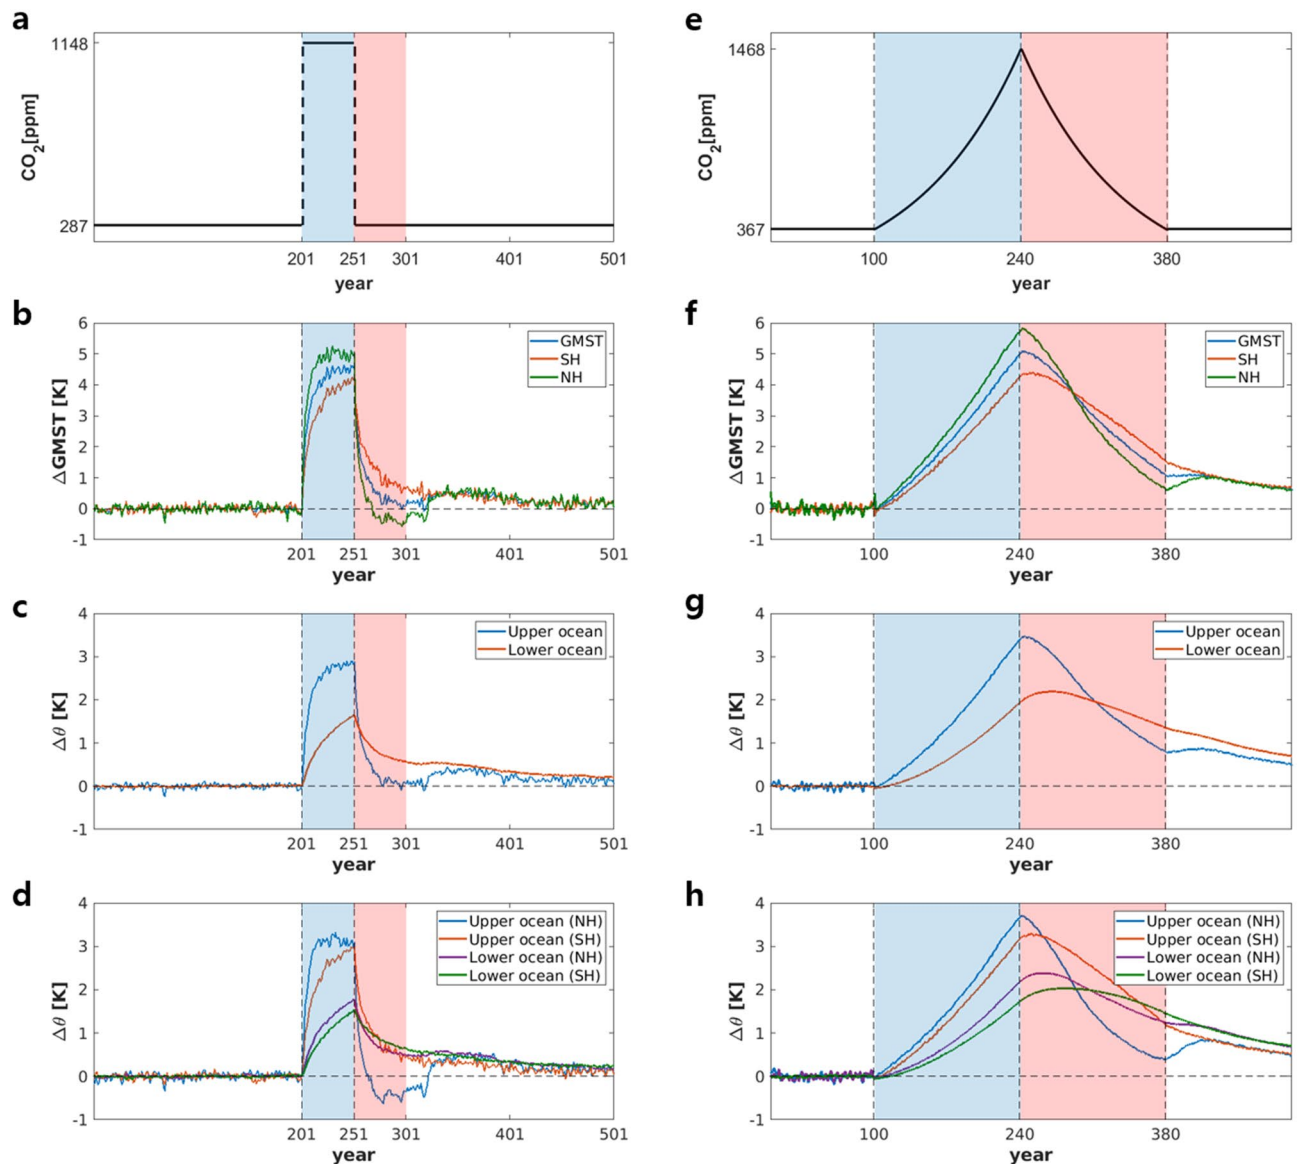 a
1148
CO2[ppm]
287
201 251 301 401 501
year
e
1468
CO2[ppm]
367
100 240 380
year
b
6
5
4
3
2
1
0
-1
ΔGMST [K]
GMST
SH
NH
201 251 301 401 501
year
f
6
5
4
3
2
1
0
-1
ΔGMST [K]
GMST
SH
NH
100 240 380
year
c
4
3
2
1
0
-1
Δθ [K]
Upper ocean
Lower ocean
201 251 301 401 501
year
g
4
3
2
1
0
-1
Δθ [K]
Upper ocean
Lower ocean
100 240 380
year
d
4
3
2
1
0
-1
Δθ [K]
Upper ocean (NH)
Upper ocean (SH)
Lower ocean (NH)
Lower ocean (SH)
201 251 301 401 501
year
h
4
3
2
1
0
-1
Δθ [K]
Upper ocean (NH)
Upper ocean (SH)
Lower ocean (NH)
Lower ocean (SH)
100 240 380
year